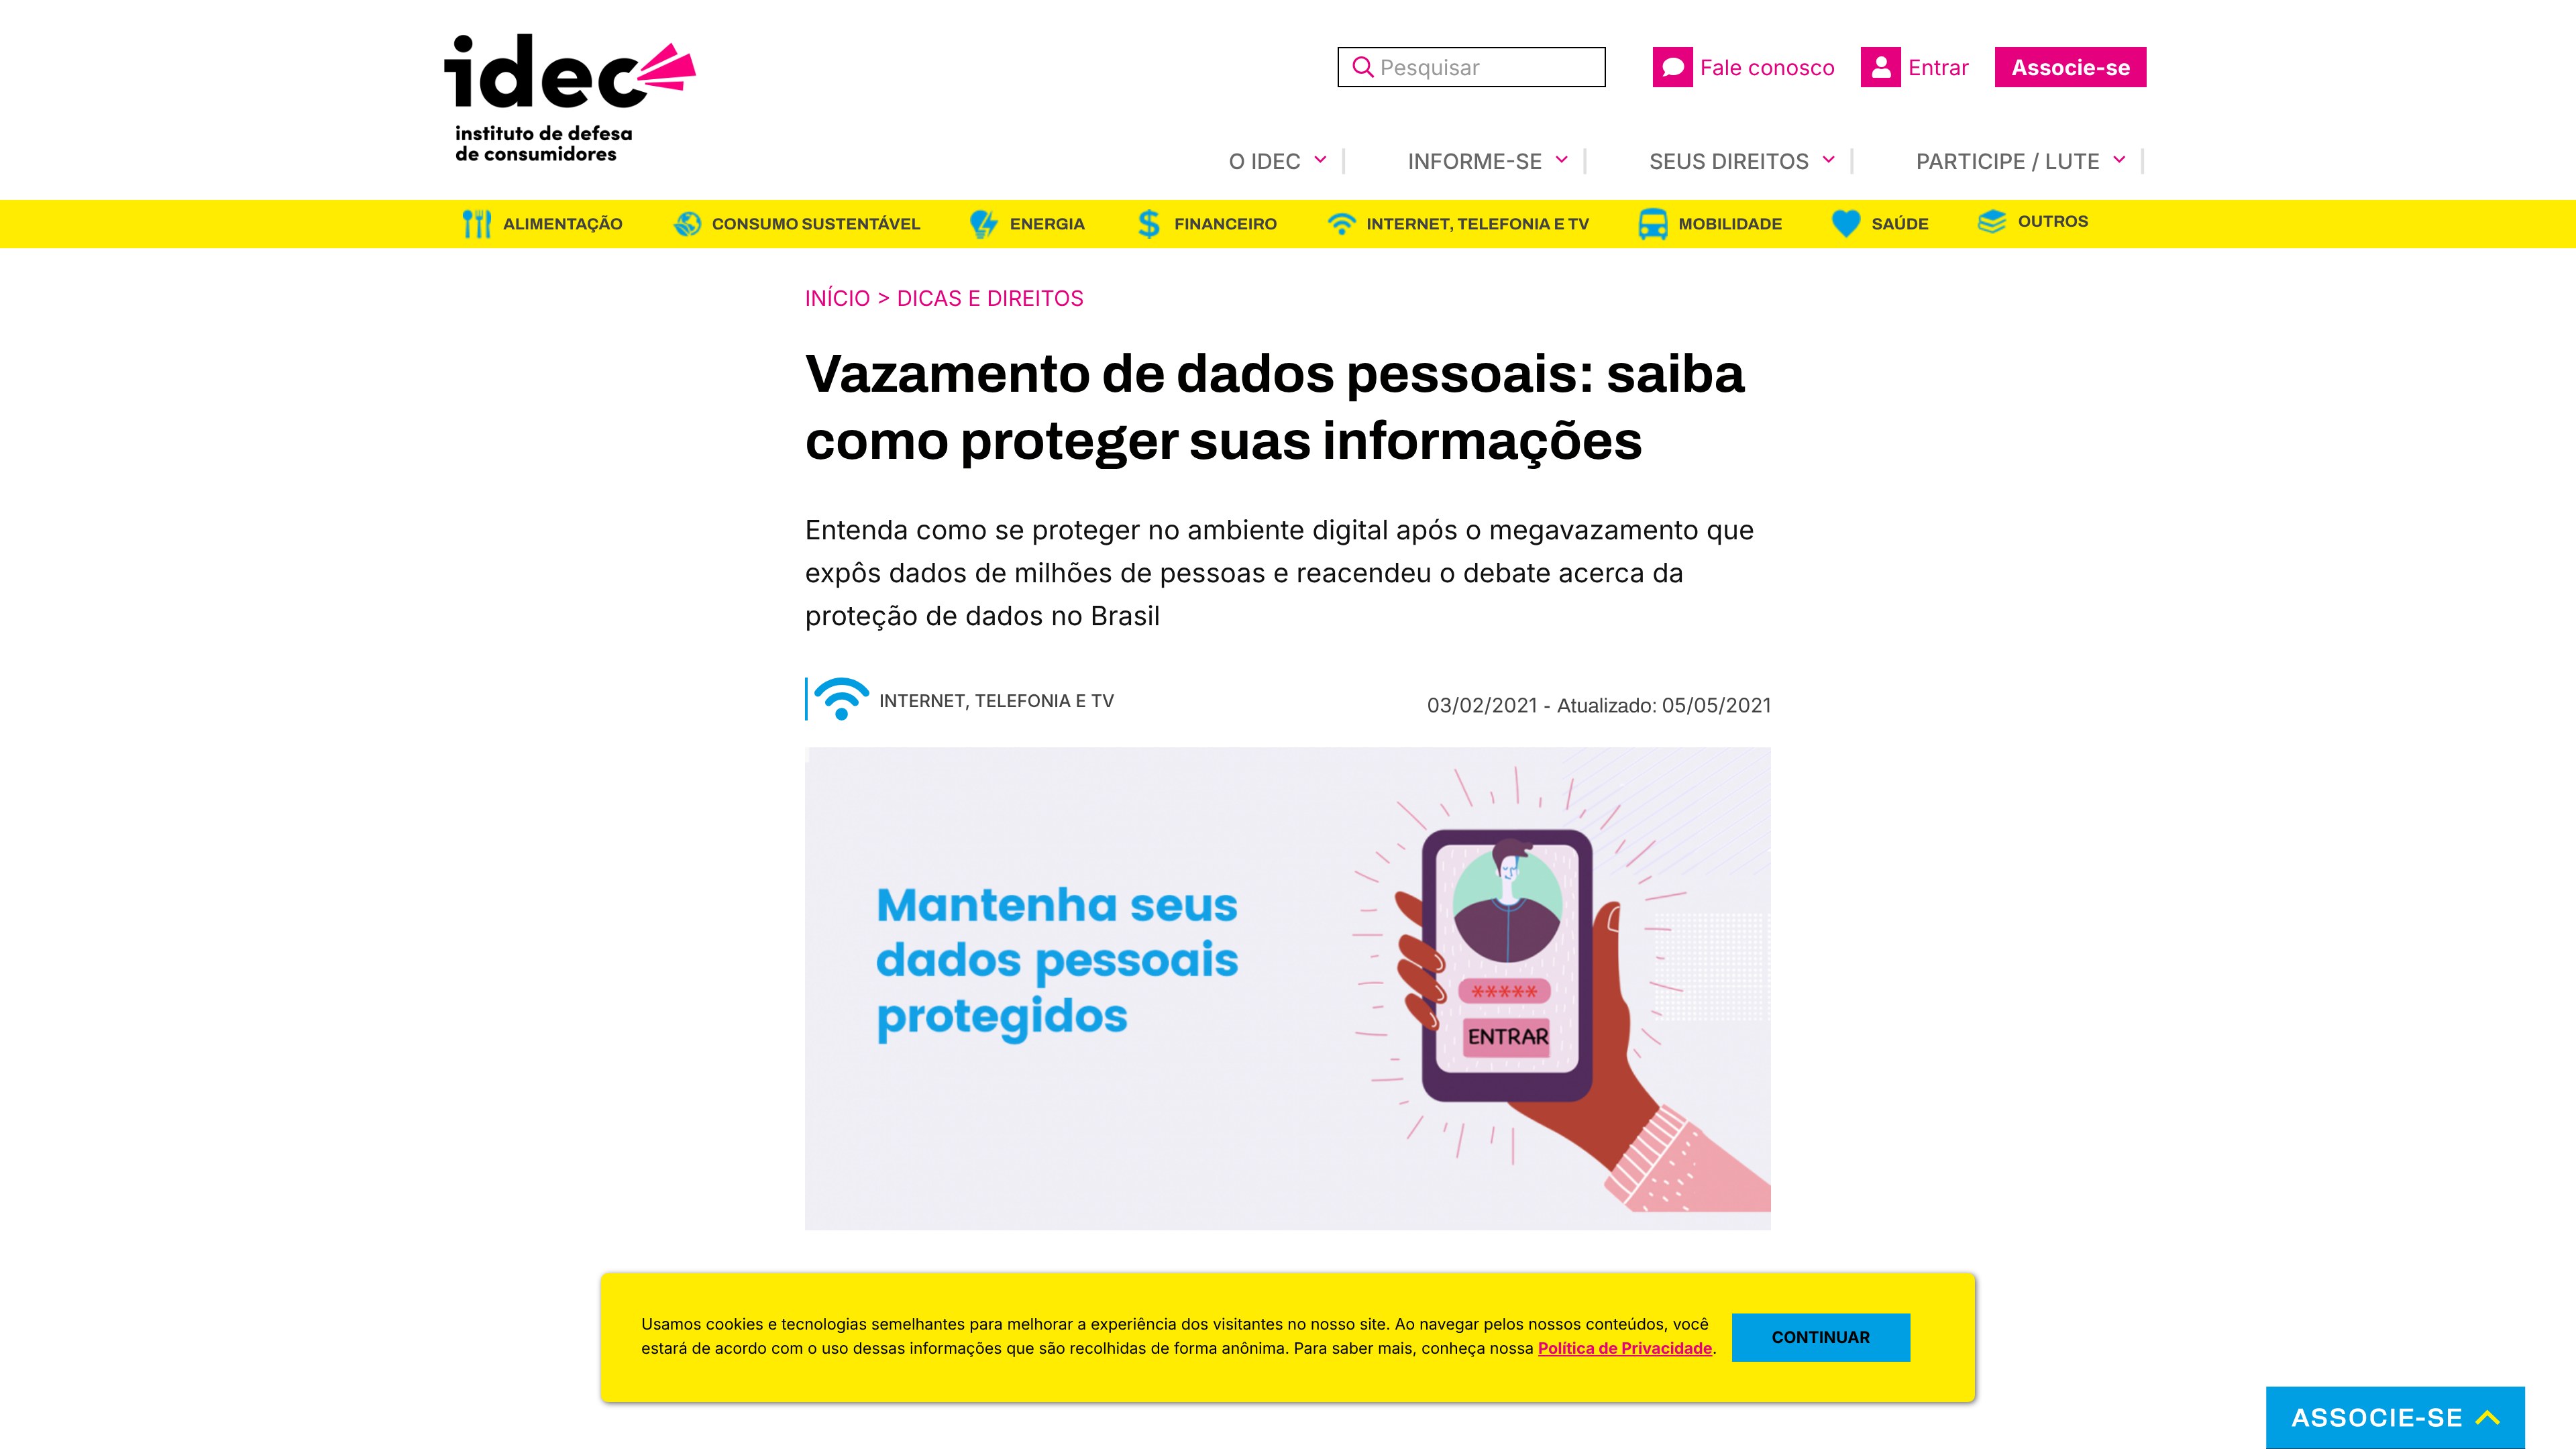 idec
instituto de defesa
de consumidores
Pesquisar
Fale conosco
Entrar
Associe-se
O IDEC
INFORME-SE
SEUS DIREITOS
PARTICIPE / LUTE
ALIMENTAÇÃO
CONSUMO SUSTENTÁVEL
ENERGIA
FINANCEIRO
INTERNET, TELEFONIA E TV
MOBILIDADE
SAÚDE
OUTROS
INÍCIO > DICAS E DIREITOS
Vazamento de dados pessoais: saiba
como proteger suas informações
Entenda como se proteger no ambiente digital após o megavazamento que
expôs dados de milhões de pessoas e reacendeu o debate acerca da
proteção de dados no Brasil
INTERNET, TELEFONIA E TV
03/02/2021 - Atualizado: 05/05/2021
Mantenha seus
dados pessoais
protegidos
*****
ENTRAR
Usamos cookies e tecnologias semelhantes para melhorar a experiência dos visitantes no nosso site. Ao navegar pelos nossos conteúdos, você
estará de acordo com o uso dessas informações que são recolhidas de forma anônima. Para saber mais, conheça nossa Política de Privacidade.
CONTINUAR
ASSOCIE-SE